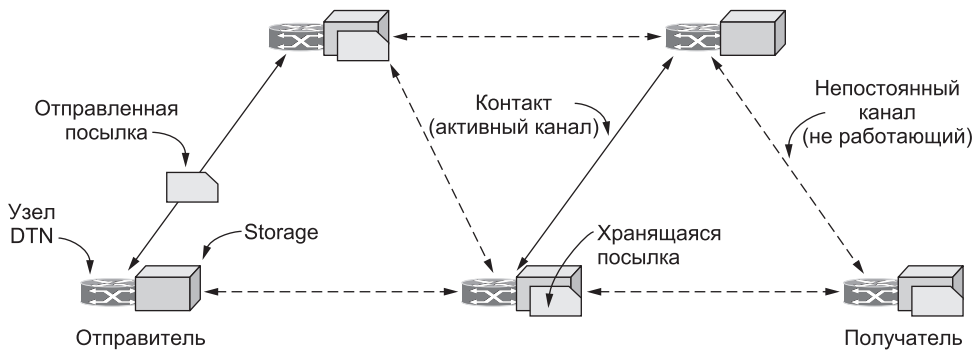 Отправленная
посылка
Контакт
(активный канал)
Непостоянный
канал
(не работающий)
Узел
DTN
Storage
Хранящаяся
посылка
Отправитель
Получатель